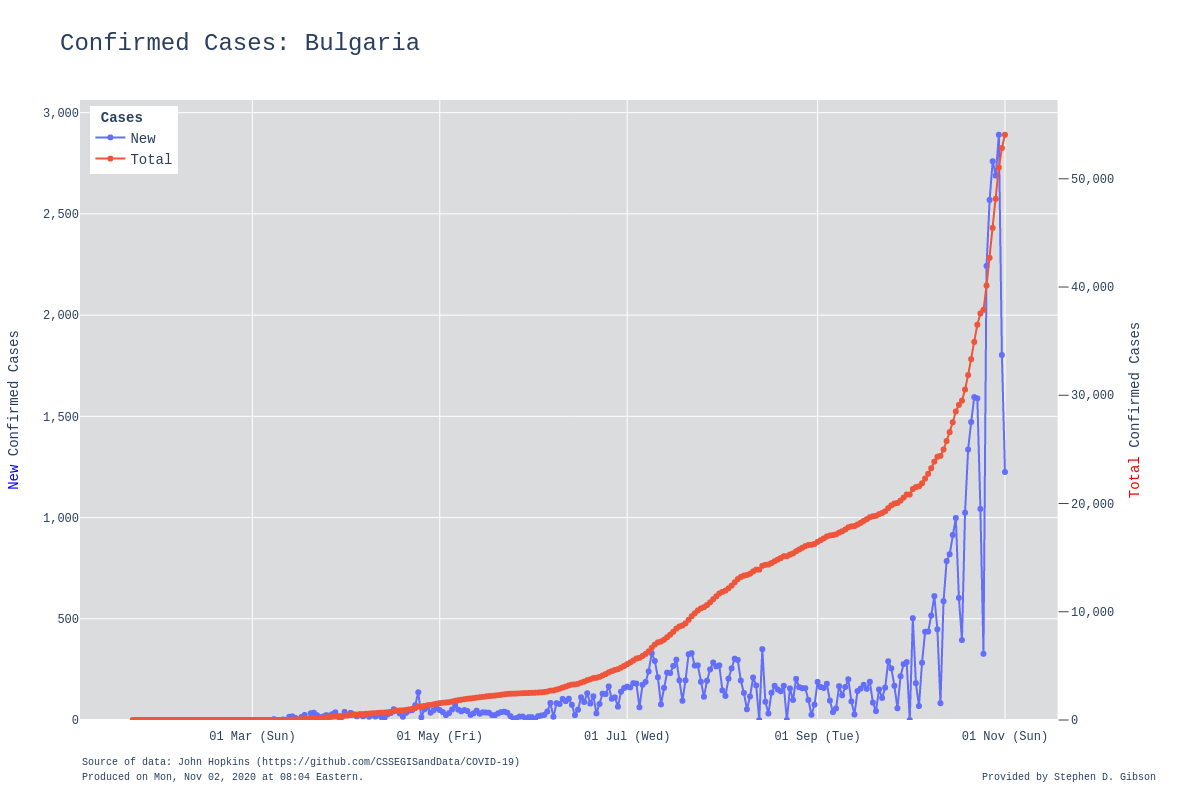 Confirmed Cases: Bulgaria
Cases
New
Total
3,000
2,500
2,000
1,500
1,000
500
0
50,000
40,000
30,000
20,000
10,000
0
New Confirmed Cases
Total Confirmed Cases
01 Mar (Sun)
01 May (Fri)
01 Jul (Wed)
01 Sep (Tue)
01 Nov (Sun)
Source of data: John Hopkins (https://github.com/CSSEGISandData/COVID-19)
Produced on Mon, Nov 02, 2020 at 08:04 Eastern.
Provided by Stephen D. Gibson